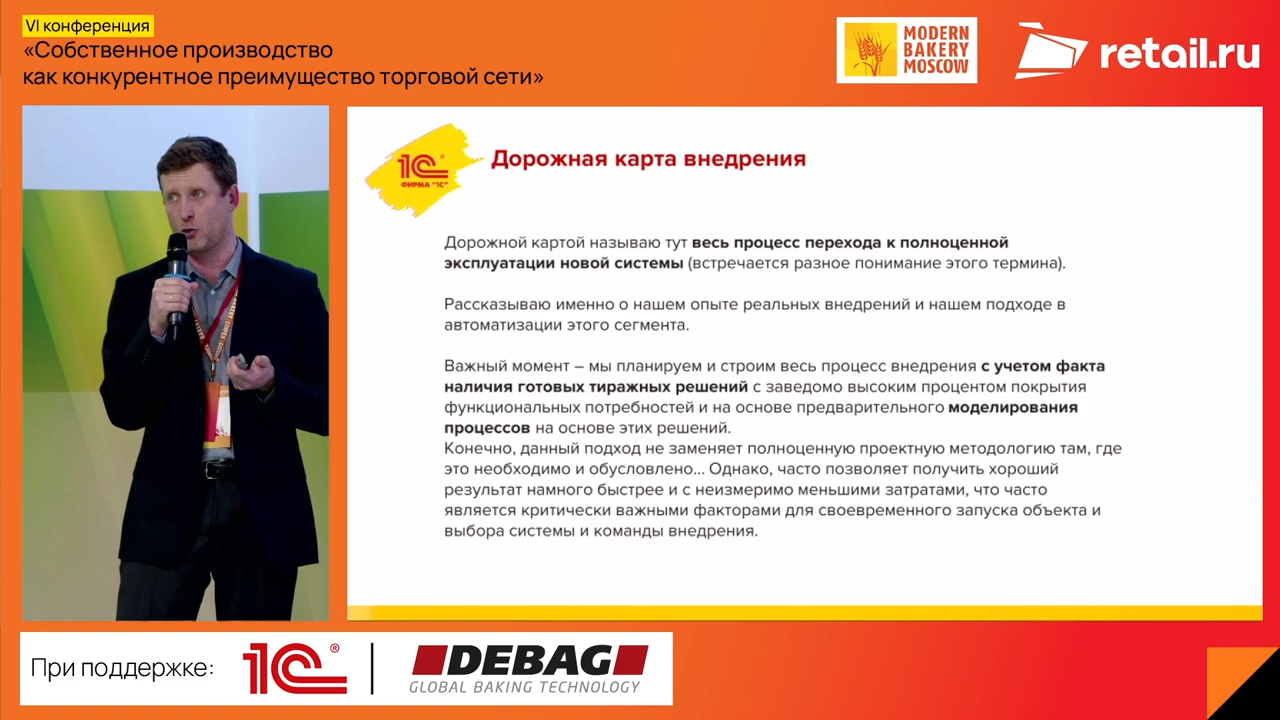 VI конференция
«Собственное производство
как конкурентное преимущество торговой сети»
MODERN
BAKERY
MOSCOW
retail.ru
1С®
ФИРМА "1С"
Дорожная карта внедрения
Дорожной картой называю тут весь процесс перехода к полноценной
эксплуатации новой системы (встречается разное понимание этого термина).
Рассказываю именно о нашем опыте реальных внедрений и нашем подходе в
автоматизации этого сегмента.
Важный момент – мы планируем и строим весь процесс внедрения с учетом факта
наличия готовых тиражных решений с заведомо высоким процентом покрытия
функциональных потребностей и на основе предварительного моделирования
процессов на основе этих решений.
Конечно, данный подход не заменяет полноценную проектную методологию там, где
это необходимо и обусловлено... Однако, часто позволяет получить хороший
результат намного быстрее и с неизмеримо меньшими затратами, что часто
является критически важными факторами для своевременного запуска объекта и
выбора системы и команды внедрения.
При поддержке:
1С®
DEBAG
GLOBAL BAKING TECHNOLOGY